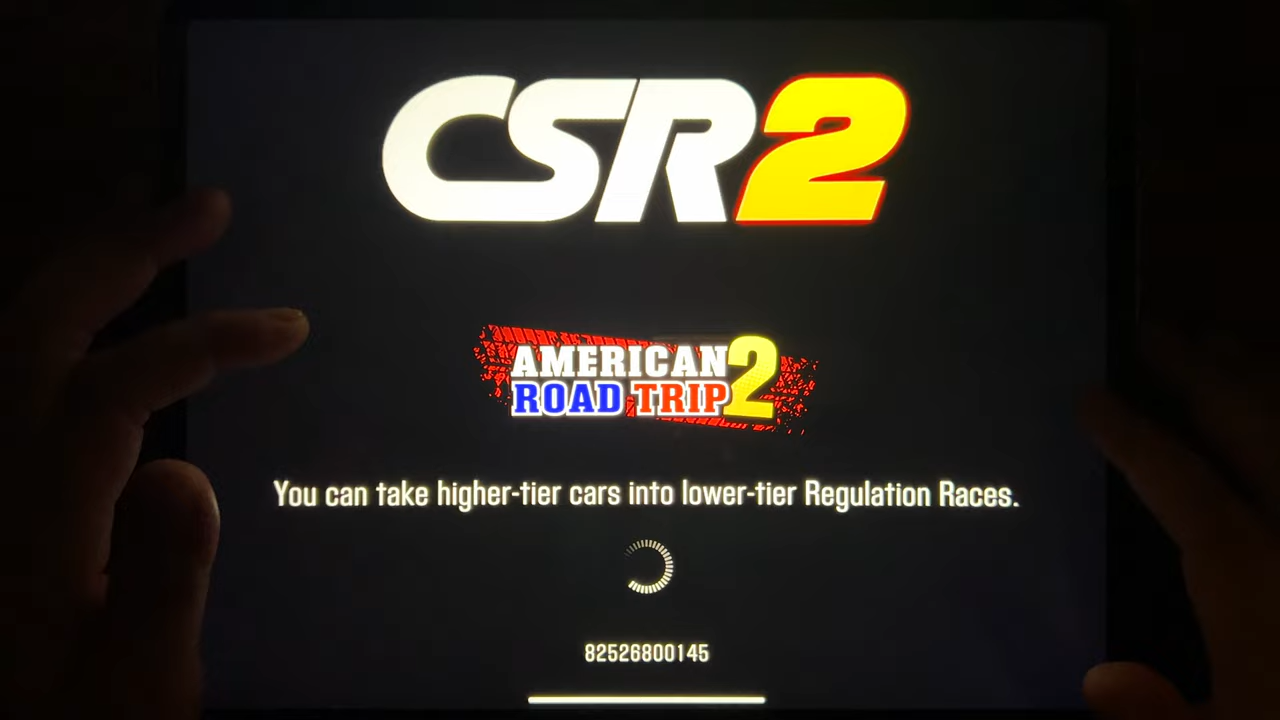 CSR2
AMERICAN
ROAD TRIP 2
You can take higher-tier cars into lower-tier Regulation Races.
82526800145